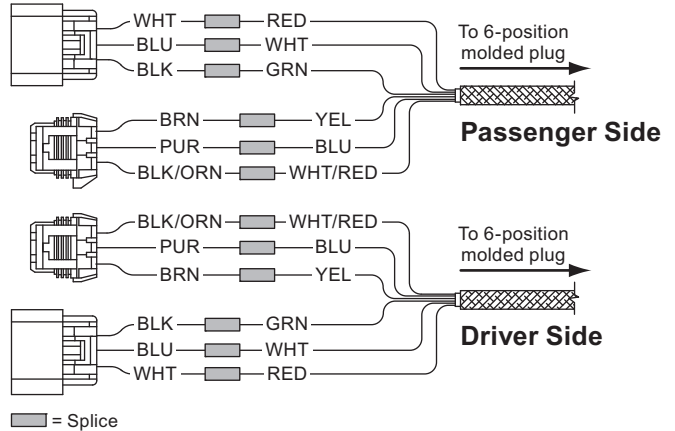 WHT RED
BLU WHT
BLK GRN
To 6-position
molded plug
BRN YEL
PUR BLU
BLK/ORN WHT/RED
Passenger Side
BLK/ORN WHT/RED
PUR BLU
BRN YEL
To 6-position
molded plug
BLK GRN
BLU WHT
WHT RED
Driver Side
= Splice